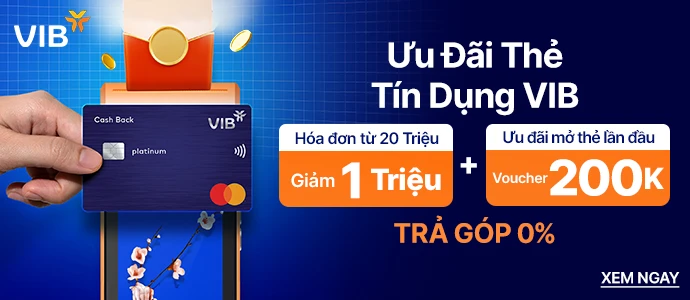 VIB
Ưu Đãi Thẻ
Tín Dụng VIB
Cash Back
VIB
platinum
Hóa đơn từ 20 Triệu
Giảm 1 Triệu
+
Ưu đãi mở thẻ lần đầu
Voucher 200K
TRẢ GÓP 0%
XEM NGAY